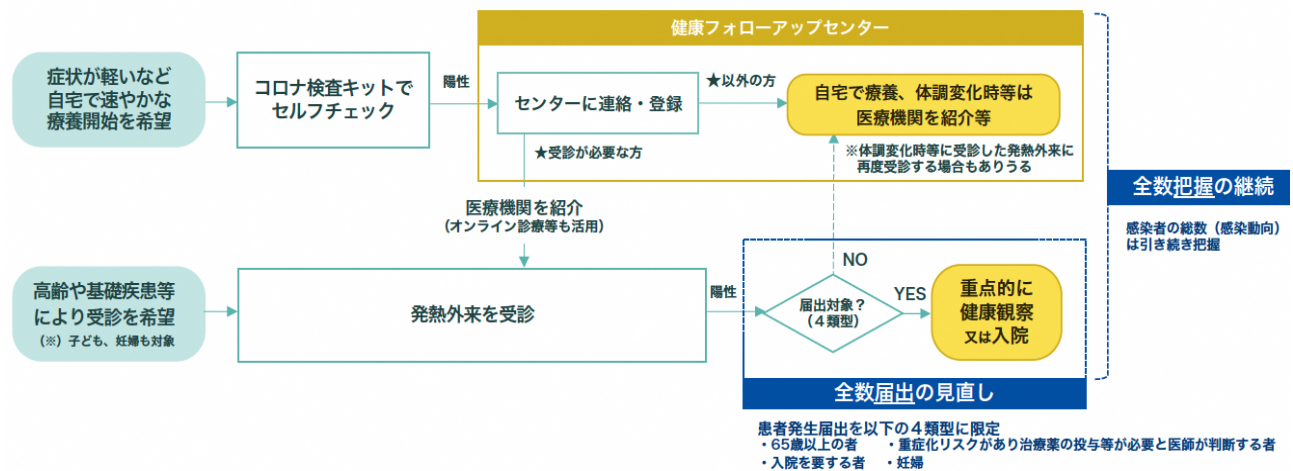 健康フォローアップセンター
症状が軽いなど
自宅で速やかな
療養開始を希望
コロナ検査キットで
セルフチェック
陽性
センターに連絡・登録
★以外の方
自宅で療養、体調変化時等は
医療機関を紹介等
★受診が必要な方
※体調変化時等に受診した発熱外来に
再度受診する場合もありうる
医療機関を紹介
(オンライン診療等も活用)
全数把握の継続
感染者の総数（感染動向）
は引き続き把握
高齢や基礎疾患等
により受診を希望
(※) 子ども、妊婦も対象
発熱外来を受診
陽性
届出対象？
（４類型）
NO
YES
重点的に
健康観察
又は入院
全数届出の見直し
患者発生届出を以下の４類型に限定
・65歳以上の者　・重症化リスクがあり治療薬の投与等が必要と医師が判断する者
・入院を要する者　・妊婦